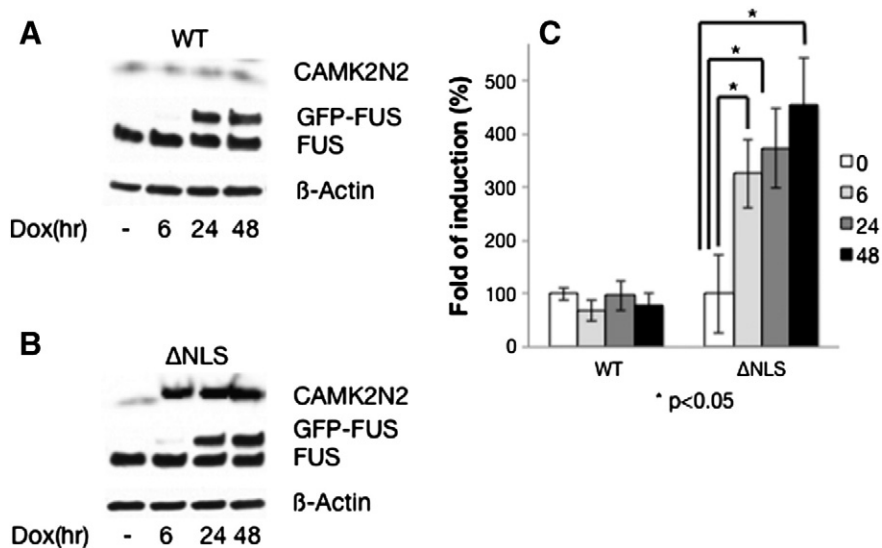 A
WT
CAMK2N2
GFP-FUS
FUS
ß-Actin
Dox(hr) - 6 24 48
B
ΔNLS
CAMK2N2
GFP-FUS
FUS
ß-Actin
Dox(hr) - 6 24 48
C
Fold of induction (%)
500
400
300
200
100
0
* * *
WT ΔNLS
* p<0.05
0
6
24
48